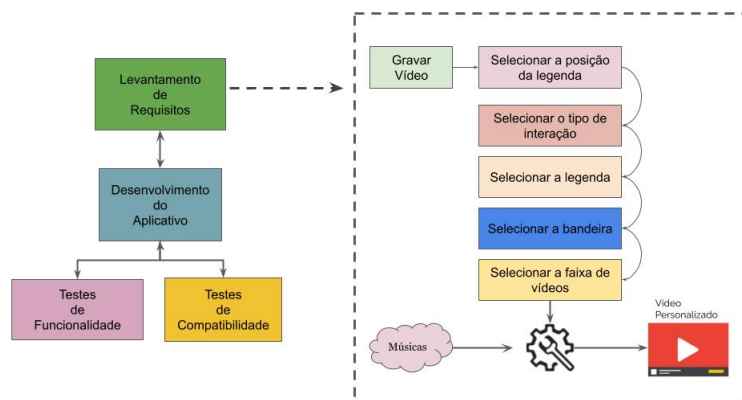 Levantamento
de
Requisitos
Desenvolvimento
do
Aplicativo
Testes
de
Funcionalidade
Testes
de
Compatibilidade
Gravar
Vídeo
Selecionar a posição
da legenda
Selecionar o tipo de
interação
Selecionar a legenda
Selecionar a bandeira
Selecionar a faixa de
vídeos
Músicas
Vídeo
Personalizado